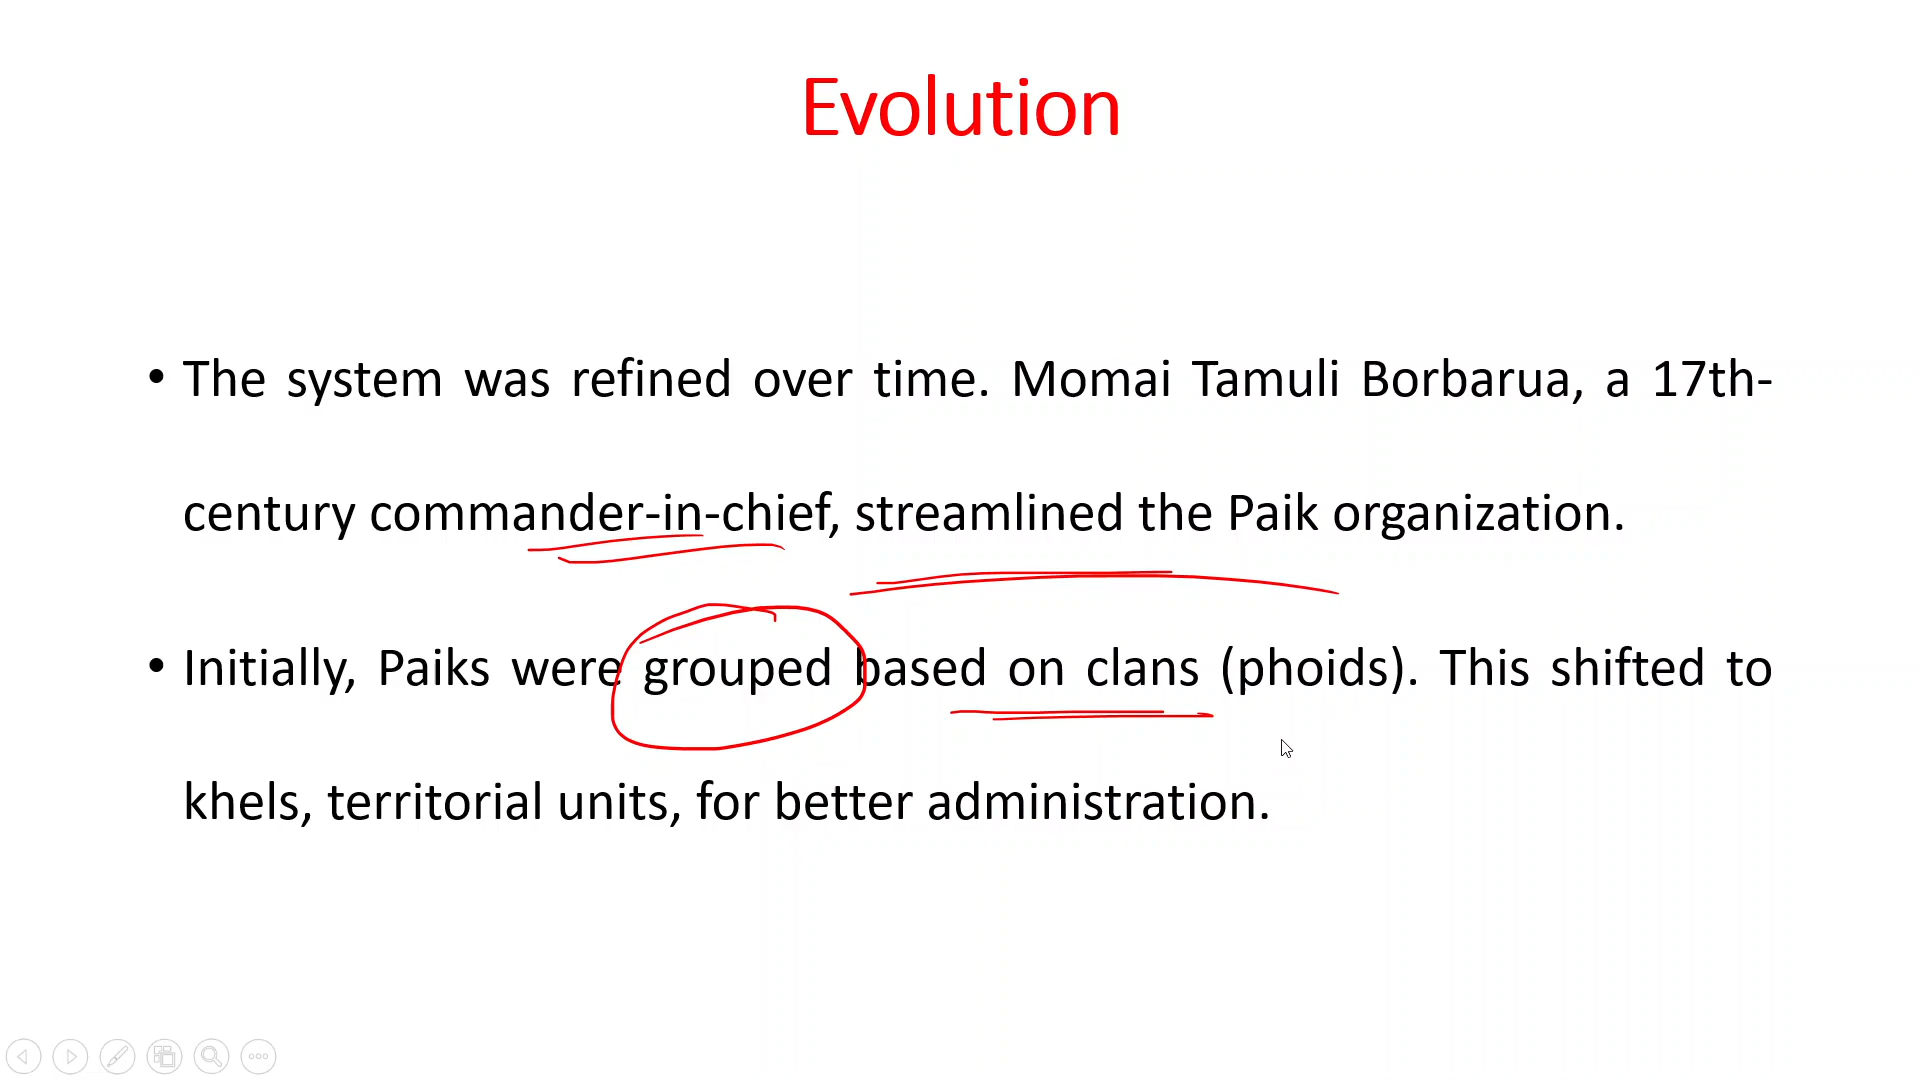 Evolution
• The system was refined over time. Momai Tamuli Borbarua, a 17th-
century commander-in-chief, streamlined the Paik organization.
• Initially, Paiks were grouped based on clans (phoids). This shifted to
khels, territorial units, for better administration.